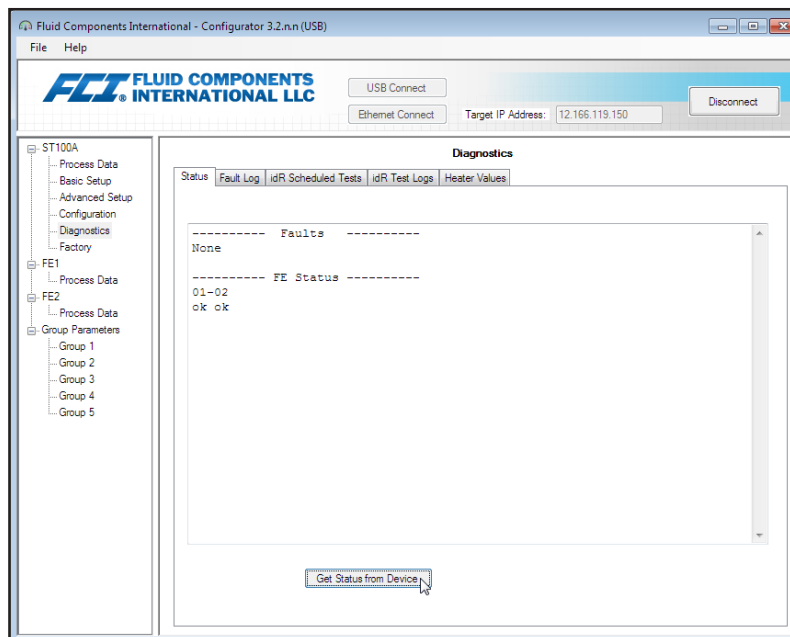 Fluid Components International - Configurator 3.2.n.n (USB)
File Help
FCI® FLUID COMPONENTS
INTERNATIONAL LLC
USB Connect
Ethernet Connect Target IP Address: 12.166.119.150
Disconnect
ST100A
Process Data
Basic Setup
Advanced Setup
Configuration
Diagnostics
Factory
FE1
Process Data
FE2
Process Data
Group Parameters
Group 1
Group 2
Group 3
Group 4
Group 5
Diagnostics
Status Fault Log idR Scheduled Tests idR Test Logs Heater Values
---------- Faults ----------
None
---------- FE Status ----------
01-02
ok ok
Get Status from Device